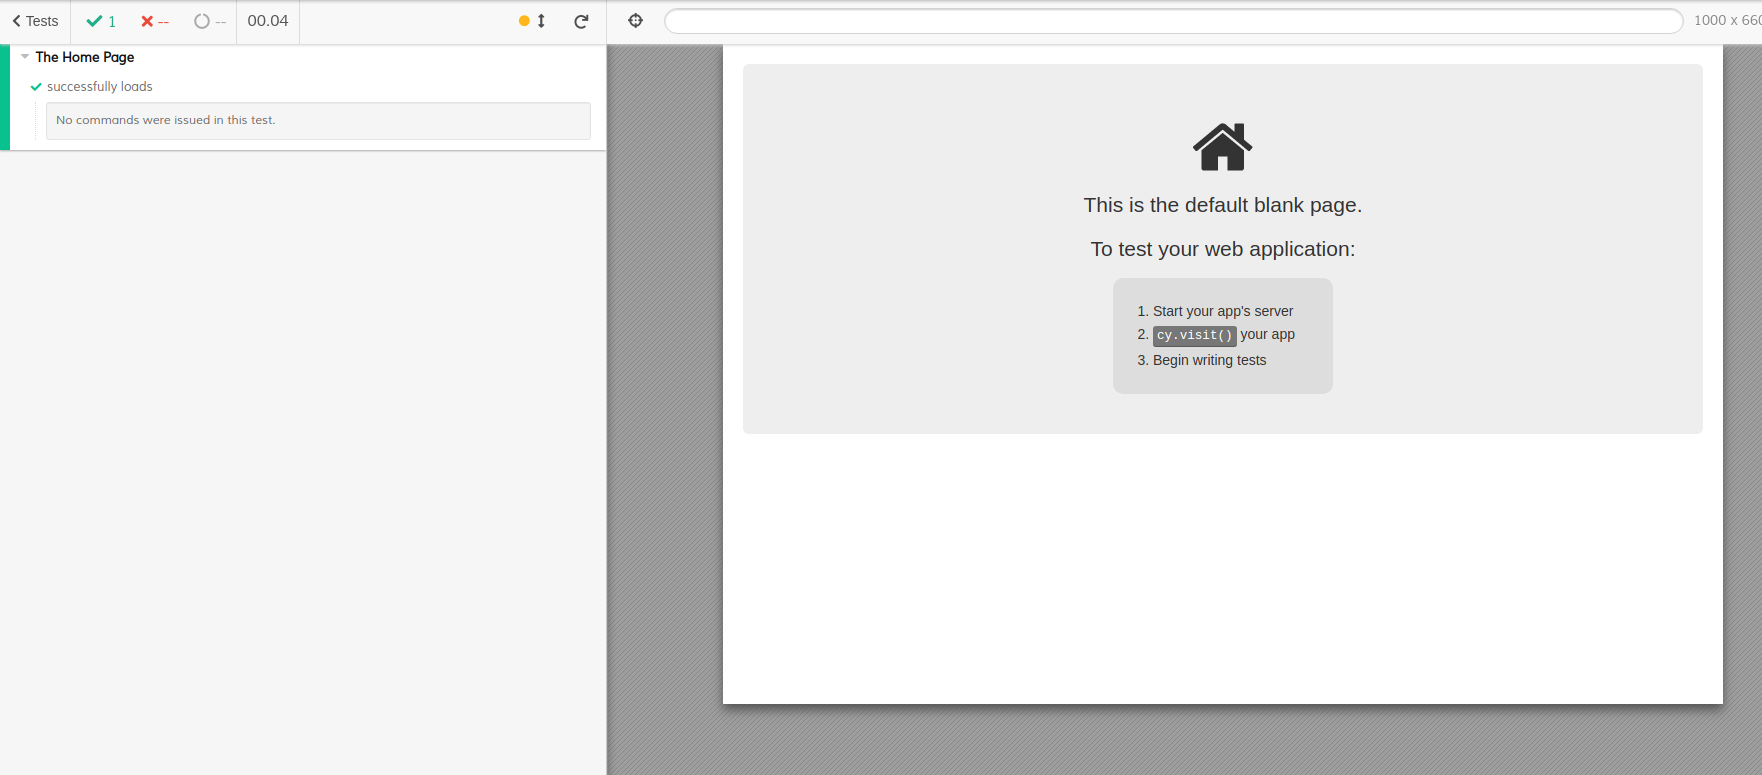 Tests 1 -- -- 00.04 1000 x 660
The Home Page
successfully loads
No commands were issued in this test.
This is the default blank page.
To test your web application:
1. Start your app's server
2. cy.visit() your app
3. Begin writing tests